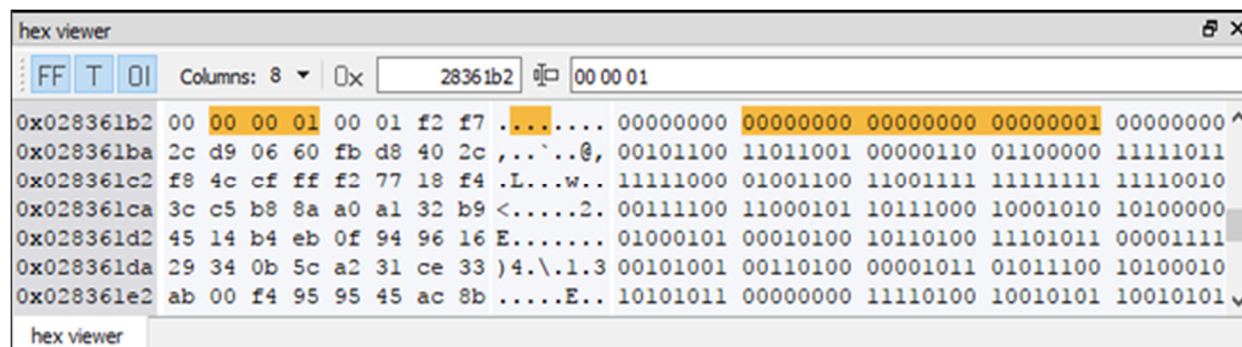 hex viewer
FF T 01 Columns: 8 0x 28361b2 00 00 01
0x028361b2 00 00 00 01 00 01 f2 f7 ........ 00000000 00000000 00000000 00000001 00000000
0x028361ba 2c d9 06 60 fb d8 40 2c ,..`..@, 00101100 11011001 00000110 01100000 11111011
0x028361c2 f8 4c cf ff f2 77 18 f4 .L...w.. 11111000 01001100 11001111 11111111 11110010
0x028361ca 3c c5 b8 8a a0 a1 32 b9 <.....2. 00111100 11000101 10111000 10001010 10100000
0x028361d2 45 14 b4 eb 0f 94 96 16 E....... 01000101 00010100 10110100 11101011 00001111
0x028361da 29 34 0b 5c a2 31 ce 33 )4.\.1.3 00101001 00110100 00001011 01011100 10100010
0x028361e2 ab 00 f4 95 95 45 ac 8b .....E.. 10101011 00000000 11110100 10010101 10010101
hex viewer